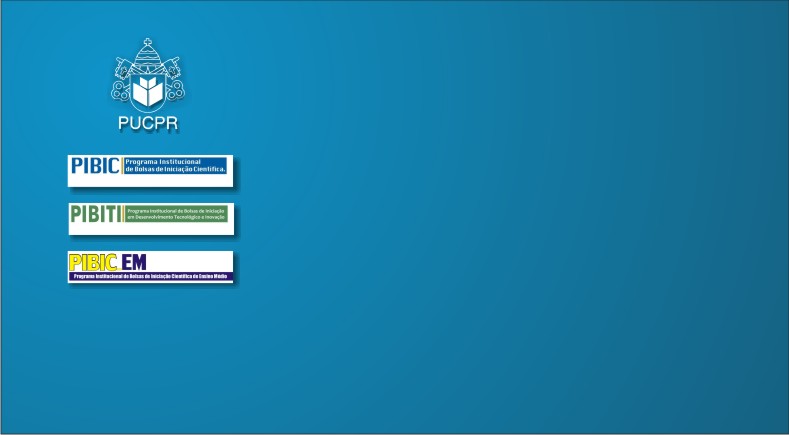 PUCPR
PIBIC
Programa Institucional
de Bolsas de Iniciação Científica.
PIBITI
Programa Institucional de Bolsas de Iniciação
em Desenvolvimento Tecnológico e Inovação
PIBIC EM
Programa Institucional de Bolsas de Iniciação Científica de Ensino Médio